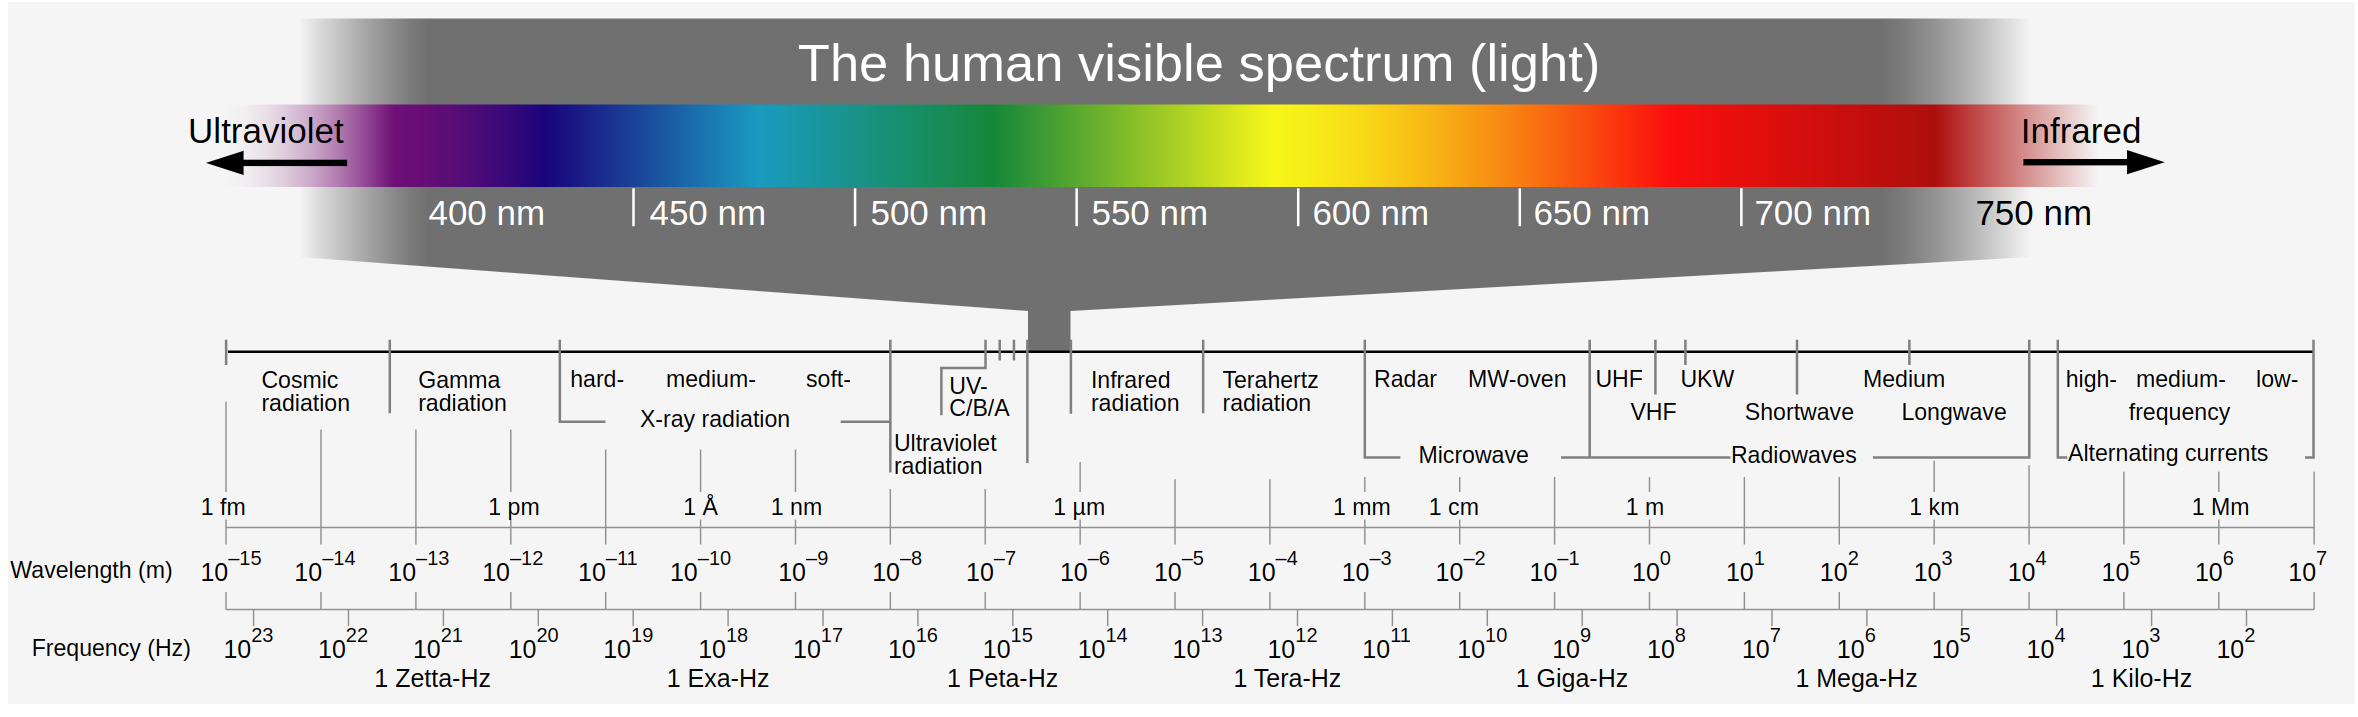 The human visible spectrum (light)
Ultraviolet
Infrared
400 nm 450 nm 500 nm 550 nm 600 nm 650 nm 700 nm 750 nm
Cosmic
radiation
Gamma
radiation
hard- medium- soft-
X-ray radiation
UV-
C/B/A
Ultraviolet
radiation
Infrared
radiation
Terahertz
radiation
Radar MW-oven
Microwave
UHF UKW Medium
VHF Shortwave Longwave
Radiowaves
high- medium- low-
frequency
Alternating currents
1 fm 1 pm 1 Å 1 nm 1 µm 1 mm 1 cm 1 m 1 km 1 Mm
Wavelength (m) 10^–15 10^–14 10^–13 10^–12 10^–11 10^–10 10^–9 10^–8 10^–7 10^–6 10^–5 10^–4 10^–3 10^–2 10^–1 10^0 10^1 10^2 10^3 10^4 10^5 10^6 10^7
Frequency (Hz) 10^23 10^22 10^21 10^20 10^19 10^18 10^17 10^16 10^15 10^14 10^13 10^12 10^11 10^10 10^9 10^8 10^7 10^6 10^5 10^4 10^3 10^2
1 Zetta-Hz 1 Exa-Hz 1 Peta-Hz 1 Tera-Hz 1 Giga-Hz 1 Mega-Hz 1 Kilo-Hz